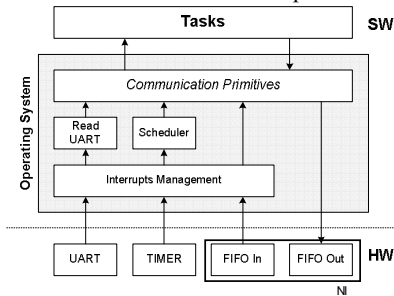 Tasks
SW
Communication Primitives
Operating System
Read
UART
Scheduler
Interrupts Management
UART
TIMER
FIFO In
FIFO Out
HW
NI